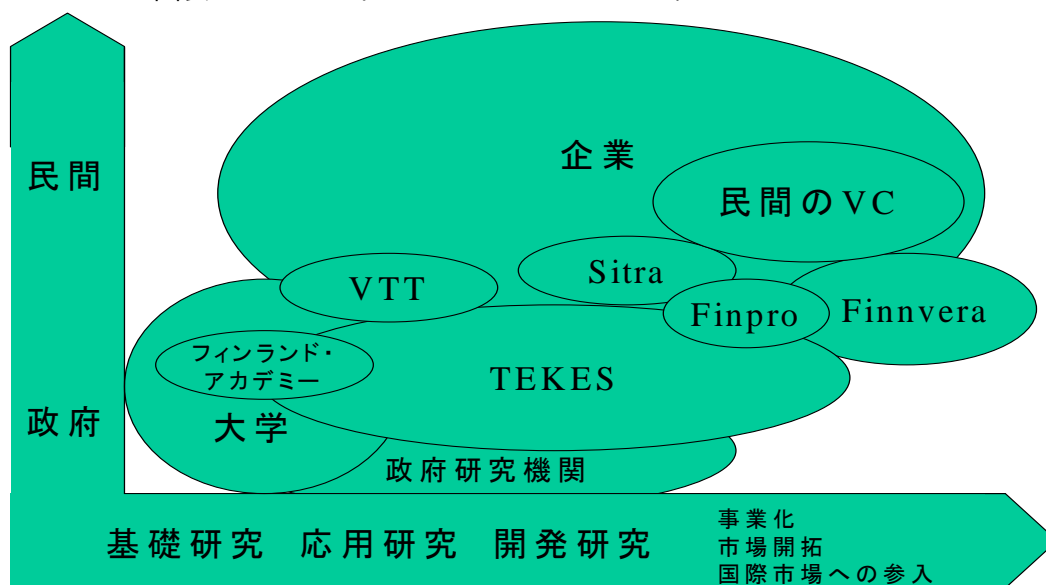 民間
企業
民間のVC
Sitra
VTT
Finpro
Finnvera
フィンランド・
アカデミー
TEKES
政府
大学
政府研究機関
基礎研究 応用研究 開発研究
事業化
市場開拓
国際市場への参入